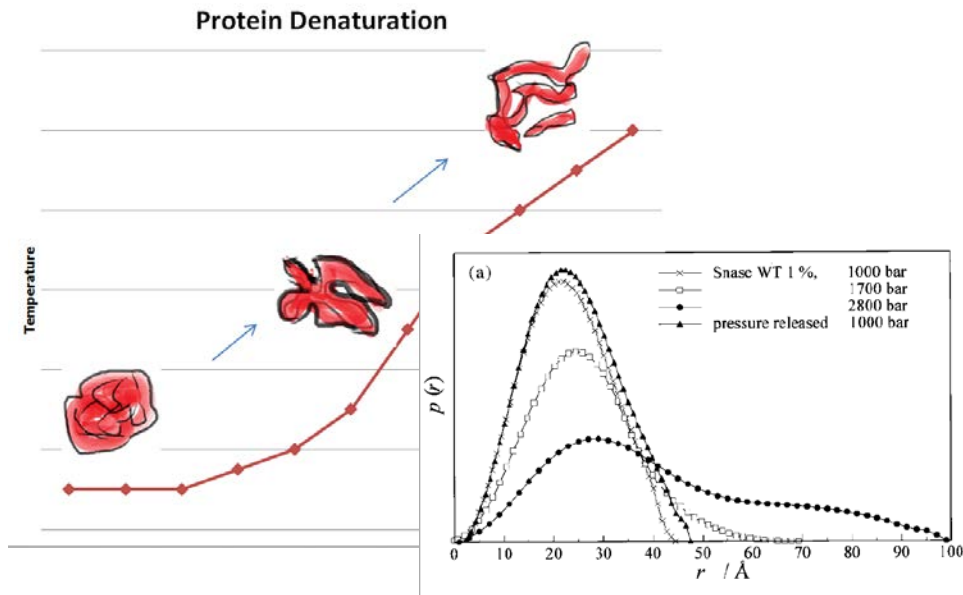 Protein Denaturation
Temperature
(a)
Snase WT 1 %, 1000 bar
1700 bar
2800 bar
pressure released 1000 bar
p (r)
0 10 20 30 40 50 60 70 80 90 100
r / Å